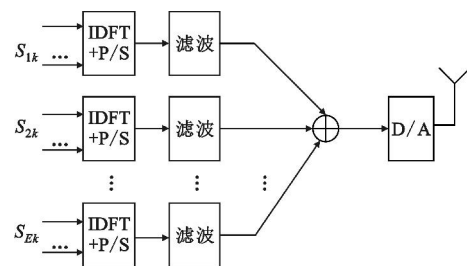 S1k
...
IDFT
+P/S
滤波
S2k
...
IDFT
+P/S
滤波
D/A
⋮ ⋮ ⋮
SEk
...
IDFT
+P/S
滤波